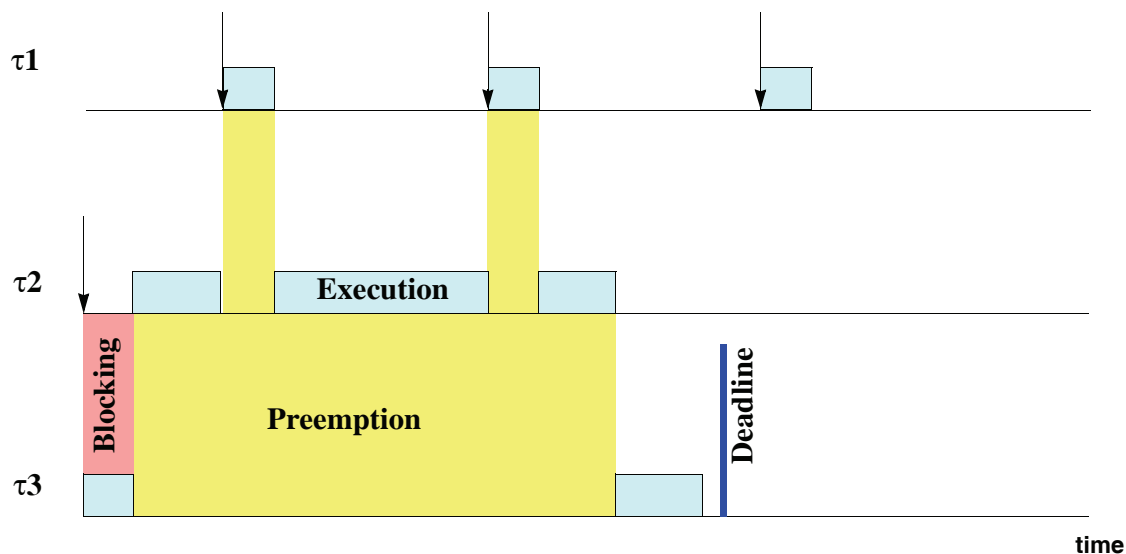 τ1
τ2
Execution
Blocking
Preemption
Deadline
τ3
time